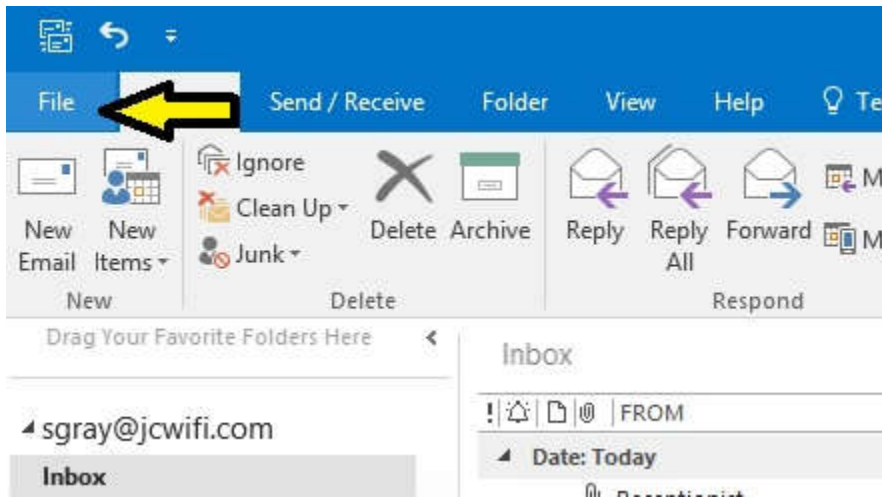 File Send / Receive Folder View Help Te
Ignore
Clean Up
Junk
New Email
New Items
Delete
Archive
Reply
Reply All
Forward
M
M
New Delete Respond
Drag Your Favorite Folders Here
Inbox
! FROM
sgray@jcwifi.com
Date: Today
Inbox